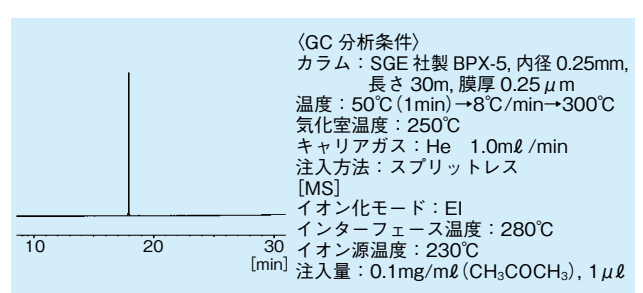 〈GC 分析条件〉
カラム：SGE 社製 BPX-5, 内径 0.25mm,
長さ 30m, 膜厚 0.25μm
温度：50℃（1min）→8℃/min→300℃
気化室温度：250℃
キャリアガス：He　1.0mℓ/min
注入方法：スプリットレス
[MS]
イオン化モード：EI
インターフェース温度：280℃
イオン源温度：230℃
注入量：0.1mg/mℓ（CH₃COCH₃）, 1μℓ
10 20 30
[min]